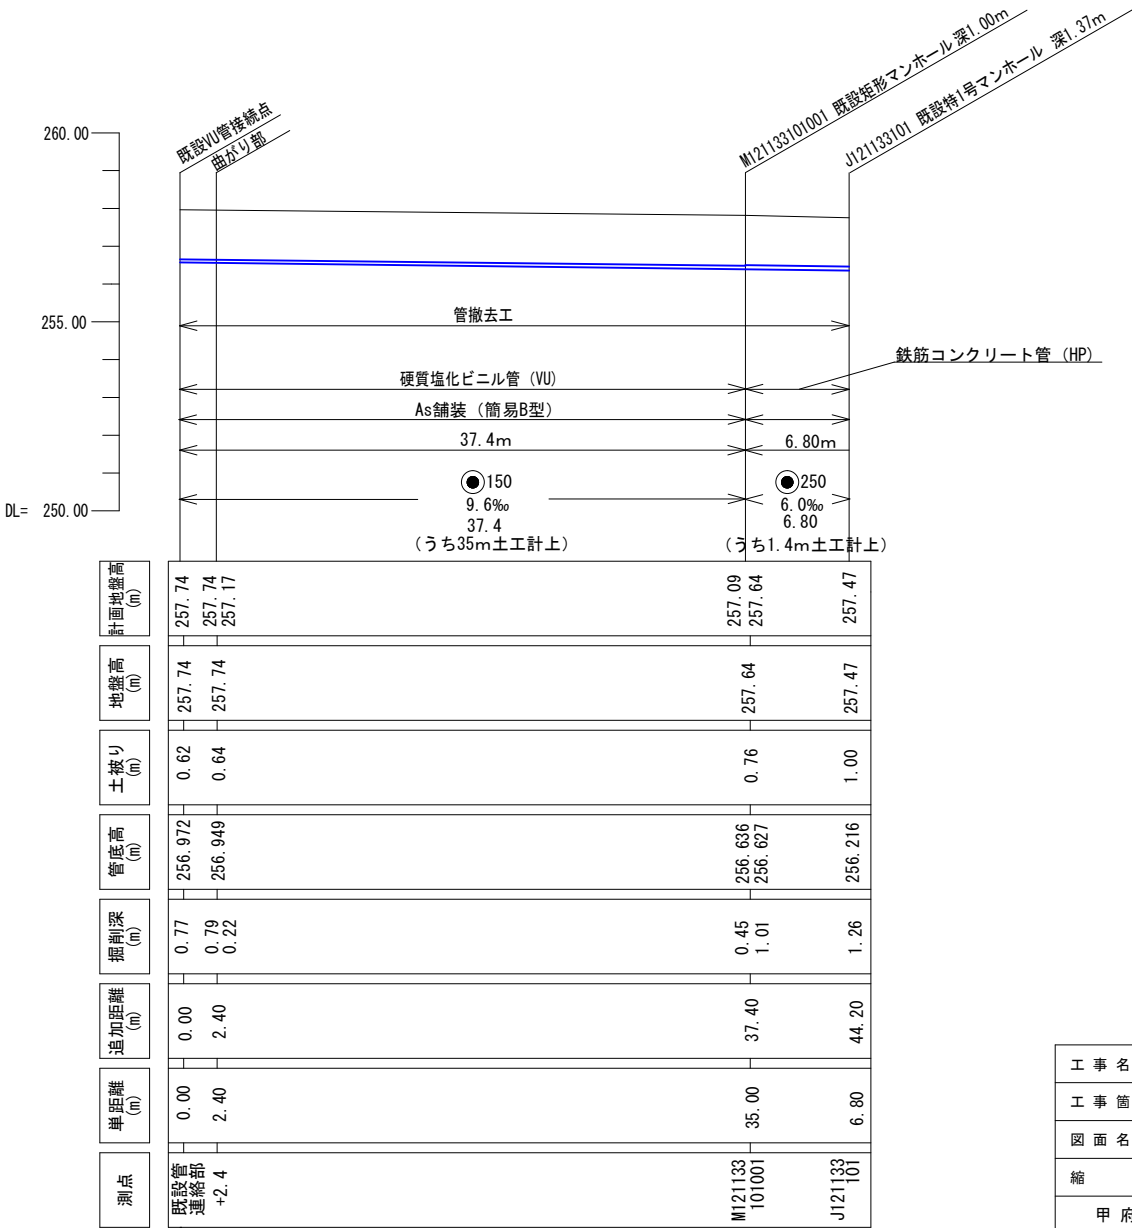 M121133101001 既設矩形マンホール 深1.00m
J121133101 既設特1号マンホール 深1.37m
既設VU管接続点
曲がり部
260.00
255.00
DL= 250.00
管撤去工
鉄筋コンクリート管 (HP)
硬質塩化ビニル管 (VU)
As舗装 (簡易B型)
37.4m
6.80m
150
9.6‰
37.4
(うち35m土工計上)
250
6.0‰
6.80
(うち1.4m土工計上)
計画地盤高
(m)
257.74
257.74
257.17
257.09
257.64
257.47
地盤高
(m)
257.74
257.74
257.64
257.47
土被り
(m)
0.62
0.64
0.76
1.00
管底高
(m)
256.972
256.949
256.636
256.627
256.216
掘削深
(m)
0.77
0.79
0.22
0.45
1.01
1.26
追加距離
(m)
0.00
2.40
37.40
44.20
単距離
(m)
0.00
2.40
35.00
6.80
測点
既設管
連絡部
+2.4
M121133
101001
J121133
101
工 事 名
工 事 箇
図 面 名
縮
甲 府